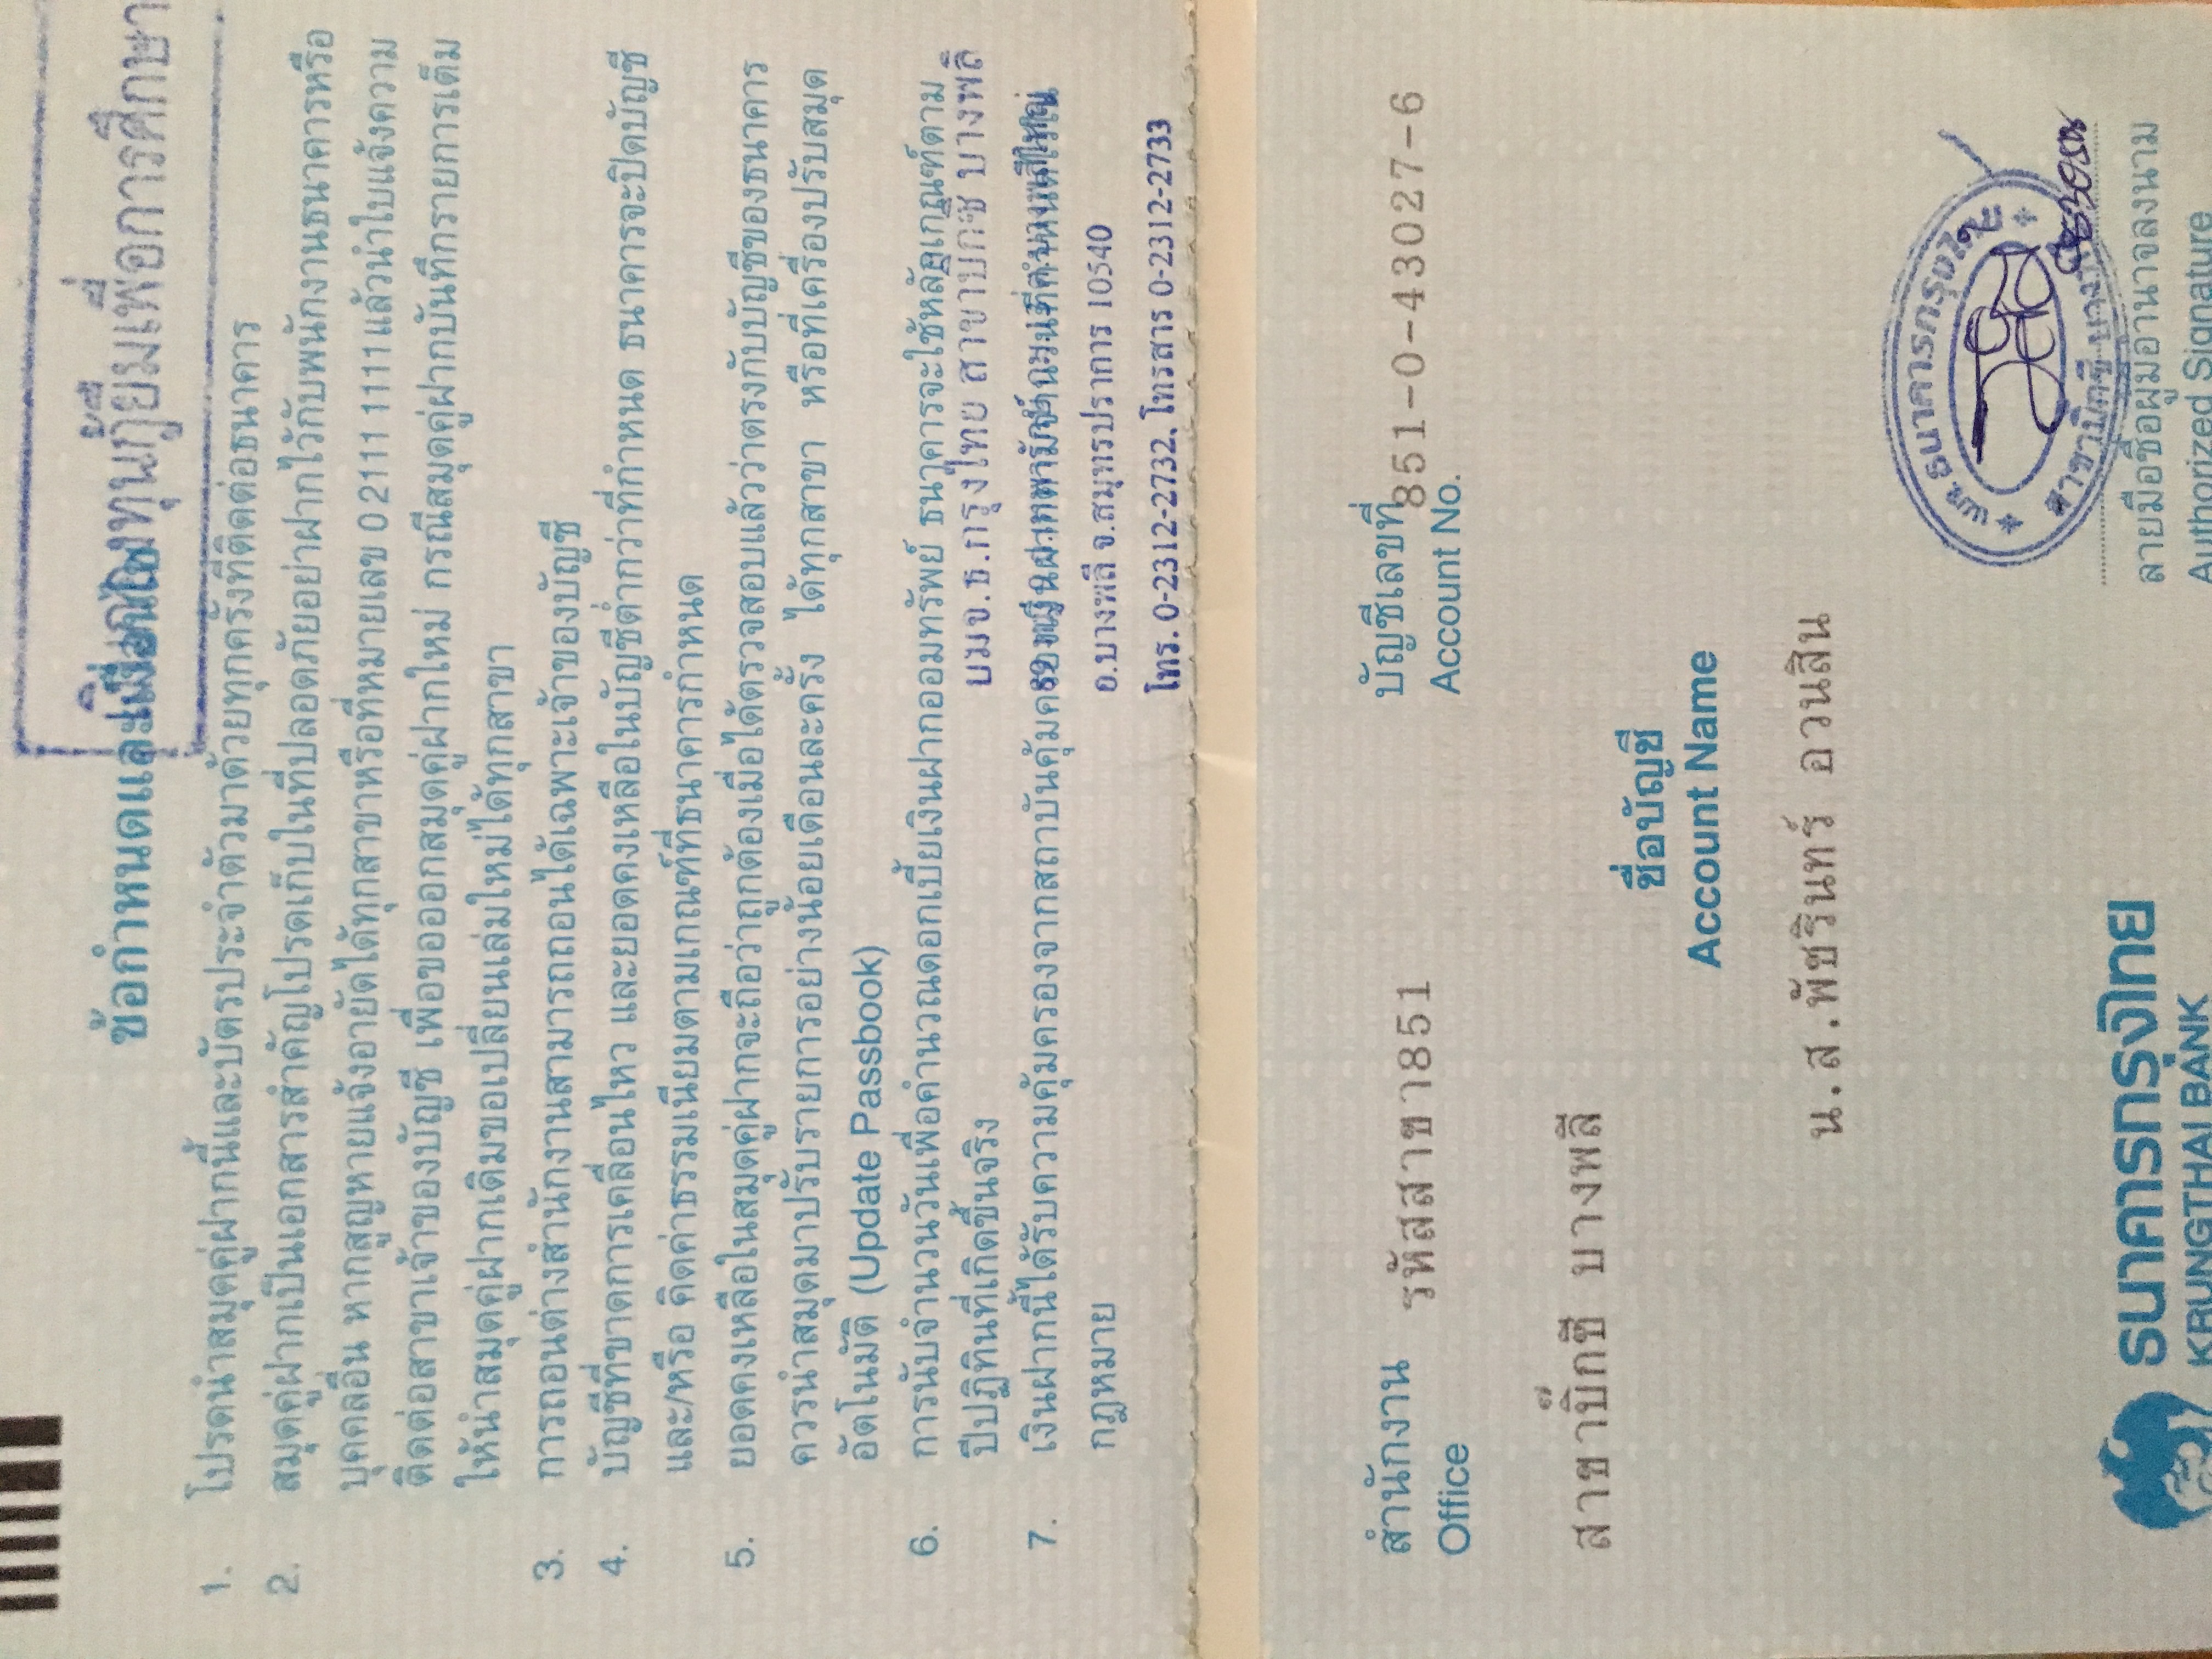 ข้อกำหนดและเงื่อนไข
เงินกองทุนกู้ยืมเพื่อการศึกษา
1. โปรดนำสมุดคู่ฝากนี้และบัตรประจำตัวมาด้วยทุกครั้งที่ติดต่อธนาคาร
2. สมุดคู่ฝากเป็นเอกสารสำคัญโปรดเก็บในที่ปลอดภัยอย่าฝากไว้กับพนักงานธนาคารหรือ
บุคคลอื่น หากสูญหายแจ้งอายัดได้ทุกสาขาหรือที่หมายเลข 0 2111 1111 แล้วนำใบแจ้งความ
ติดต่อสาขาเจ้าของบัญชี เพื่อขอออกสมุดคู่ฝากใหม่ กรณีสมุดคู่ฝากบันทึกรายการเต็ม
ให้นำสมุดคู่ฝากเดิมขอเปลี่ยนเล่มใหม่ได้ทุกสาขา
3. การถอนต่างสำนักงานสามารถถอนได้เฉพาะเจ้าของบัญชี
4. บัญชีที่ขาดการเคลื่อนไหว และยอดคงเหลือในบัญชีต่ำกว่าที่กำหนด ธนาคารจะปิดบัญชี
และ/หรือ คิดค่าธรรมเนียมตามเกณฑ์ที่ธนาคารกำหนด
5. ยอดคงเหลือในสมุดคู่ฝากจะถือว่าถูกต้องเมื่อได้ตรวจสอบแล้วว่าตรงกับบัญชีของธนาคาร
ควรนำสมุดมาปรับรายการอย่างน้อยเดือนละครั้ง ได้ทุกสาขา หรือที่เครื่องปรับสมุด
อัตโนมัติ (Update Passbook)
6. การนับจำนวนวันเพื่อคำนวณดอกเบี้ยเงินฝากออมทรัพย์ ธนาคารจะใช้หลักเกณฑ์ตาม
ปีปฏิทินที่เกิดขึ้นจริง
7. เงินฝากนี้ได้รับความคุ้มครองจากสถาบันคุ้มครองเงินฝากตามจำนวนที่กำหนดไว้ใน
กฎหมาย
บมจ.ธ.กรุงไทย สาขาบิ๊กซี บางพลี
89 ถ.เทพารักษ์ กม.13 ต.บางพลีใหญ่
อ.บางพลี จ.สมุทรปราการ 10540
โทร. 0-2312-2732, โทรสาร 0-2312-2733
สำนักงาน รหัสสาขา851
Office
บัญชีเลขที่ 851-0-43027-6
Account No.
สาขาบิ๊กซี บางพลี
ชื่อบัญชี
Account Name
น.ส.พัชรินทร์ อวนสิน
บมจ. ธนาคารกรุงไทย
สาขาบิ๊กซี บางพลี
ธนาคารกรุงไทย
KRUNGTHAI BANK
ลายมือชื่อผู้มีอำนาจลงนาม
Authorized Signature